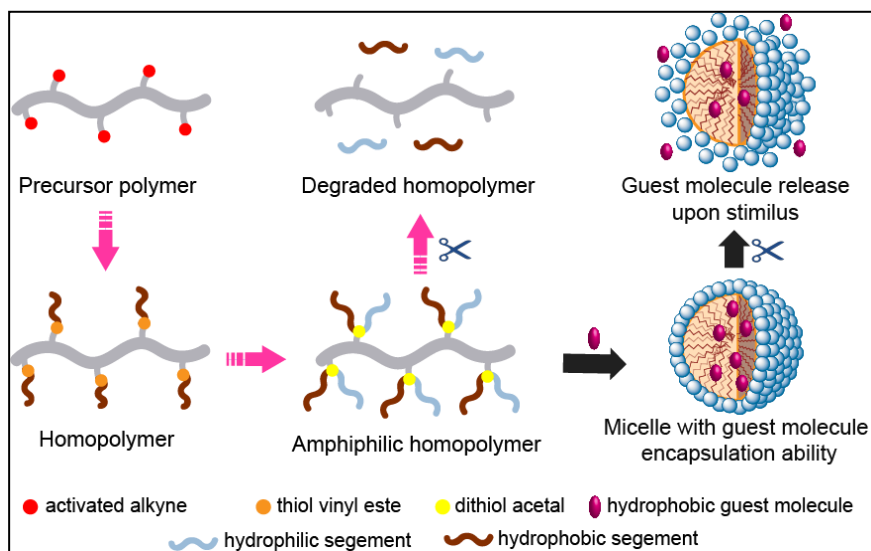 Precursor polymer
Degraded homopolymer
Guest molecule release
upon stimilus
Homopolymer
Amphiphilic homopolymer
Micelle with guest molecule
encapsulation ability
activated alkyne
thiol vinyl este
dithiol acetal
hydrophobic guest molecule
hydrophilic segement
hydrophobic segement